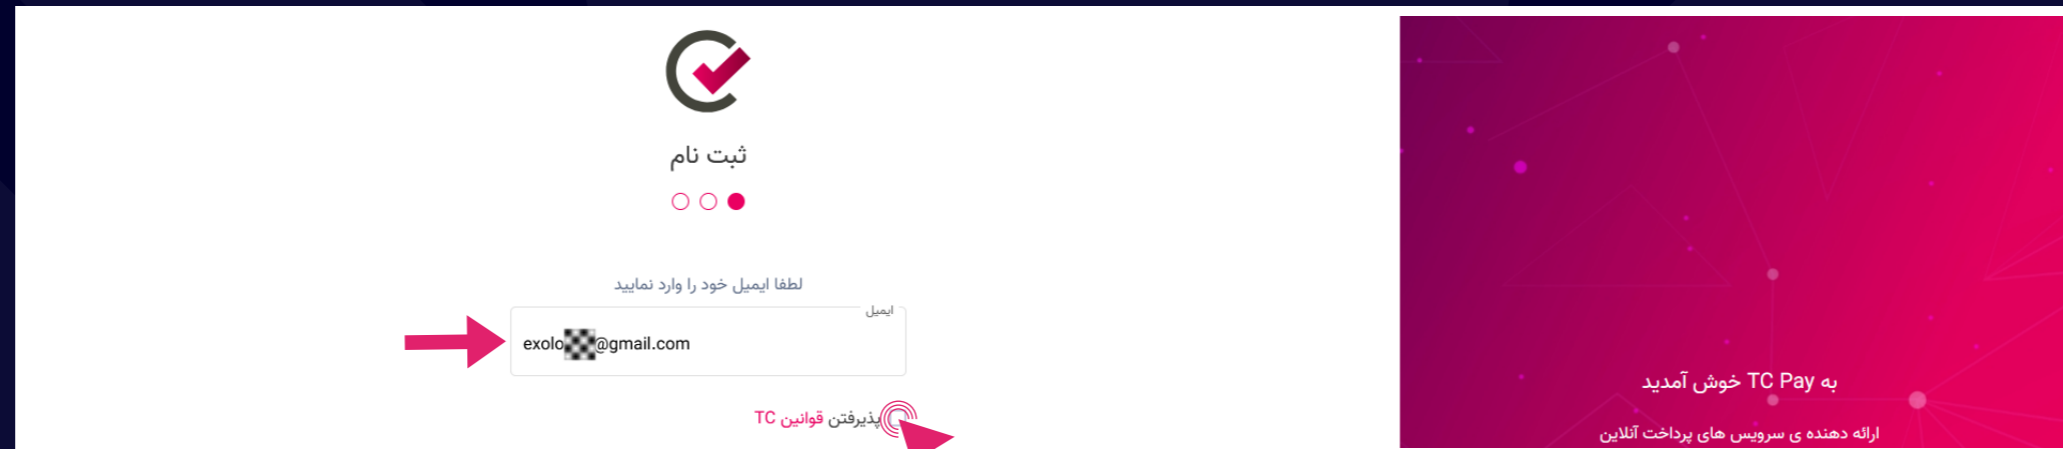 ثبت نام
لطفا ایمیل خود را وارد نمایید
ایمیل
exolo@gmail.com
پذیرفتن قوانین TC
به TC Pay خوش آمدید
ارائه دهنده ی سرویس های پرداخت آنلاین